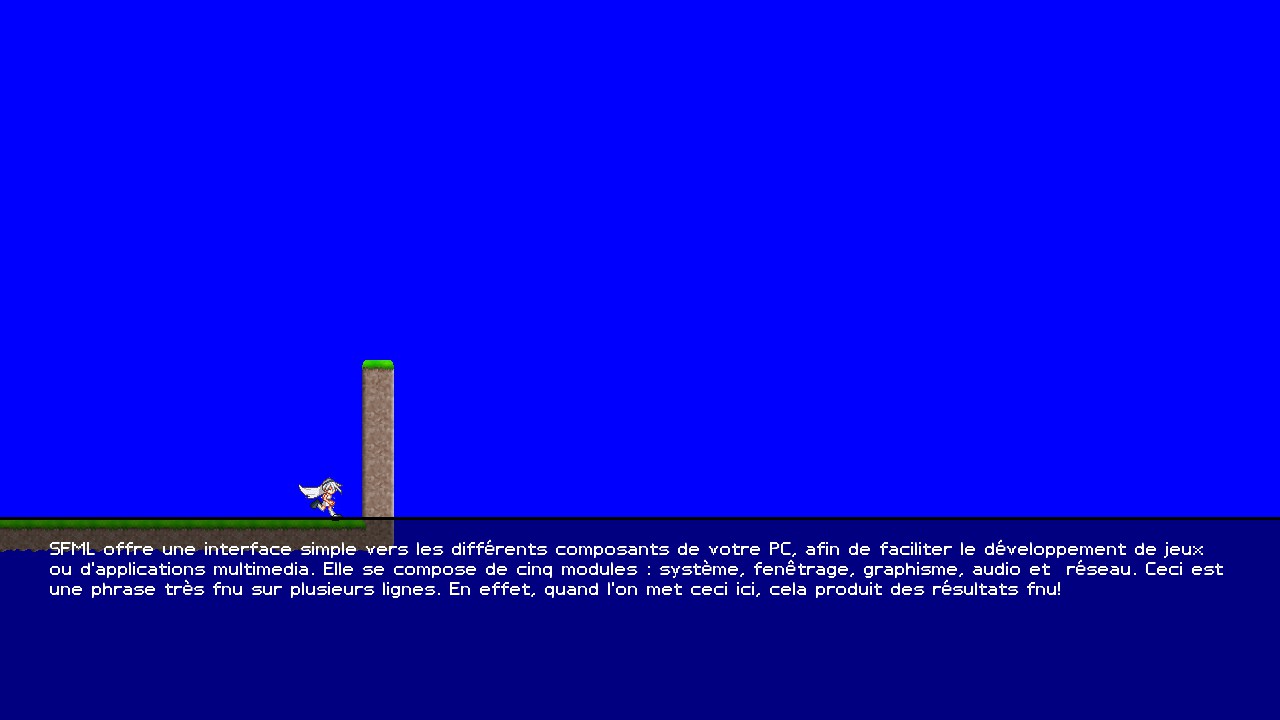 SFML offre une interface simple vers les différents composants de votre PC, afin de faciliter le développement de jeux
ou d'applications multimedia. Elle se compose de cinq modules : système, fenêtrage, graphisme, audio et  réseau. Ceci est
une phrase très fnu sur plusieurs lignes. En effet, quand l'on met ceci ici, cela produit des résultats fnu!